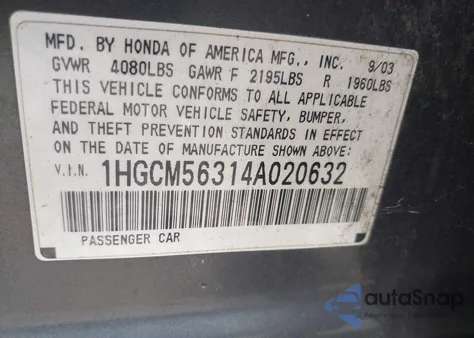 MFD. BY HONDA OF AMERICA MFG., INC. 9/03
GVWR 4080LBS GAWR F 2195LBS R 1960LBS
THIS VEHICLE CONFORMS TO ALL APPLICABLE
FEDERAL MOTOR VEHICLE SAFETY, BUMPER,
AND THEFT PREVENTION STANDARDS IN EFFECT
ON THE DATE OF MANUFACTURE SHOWN ABOVE:
V.I.N. 1HGCM56314A020632
PASSENGER CAR
autaSnap